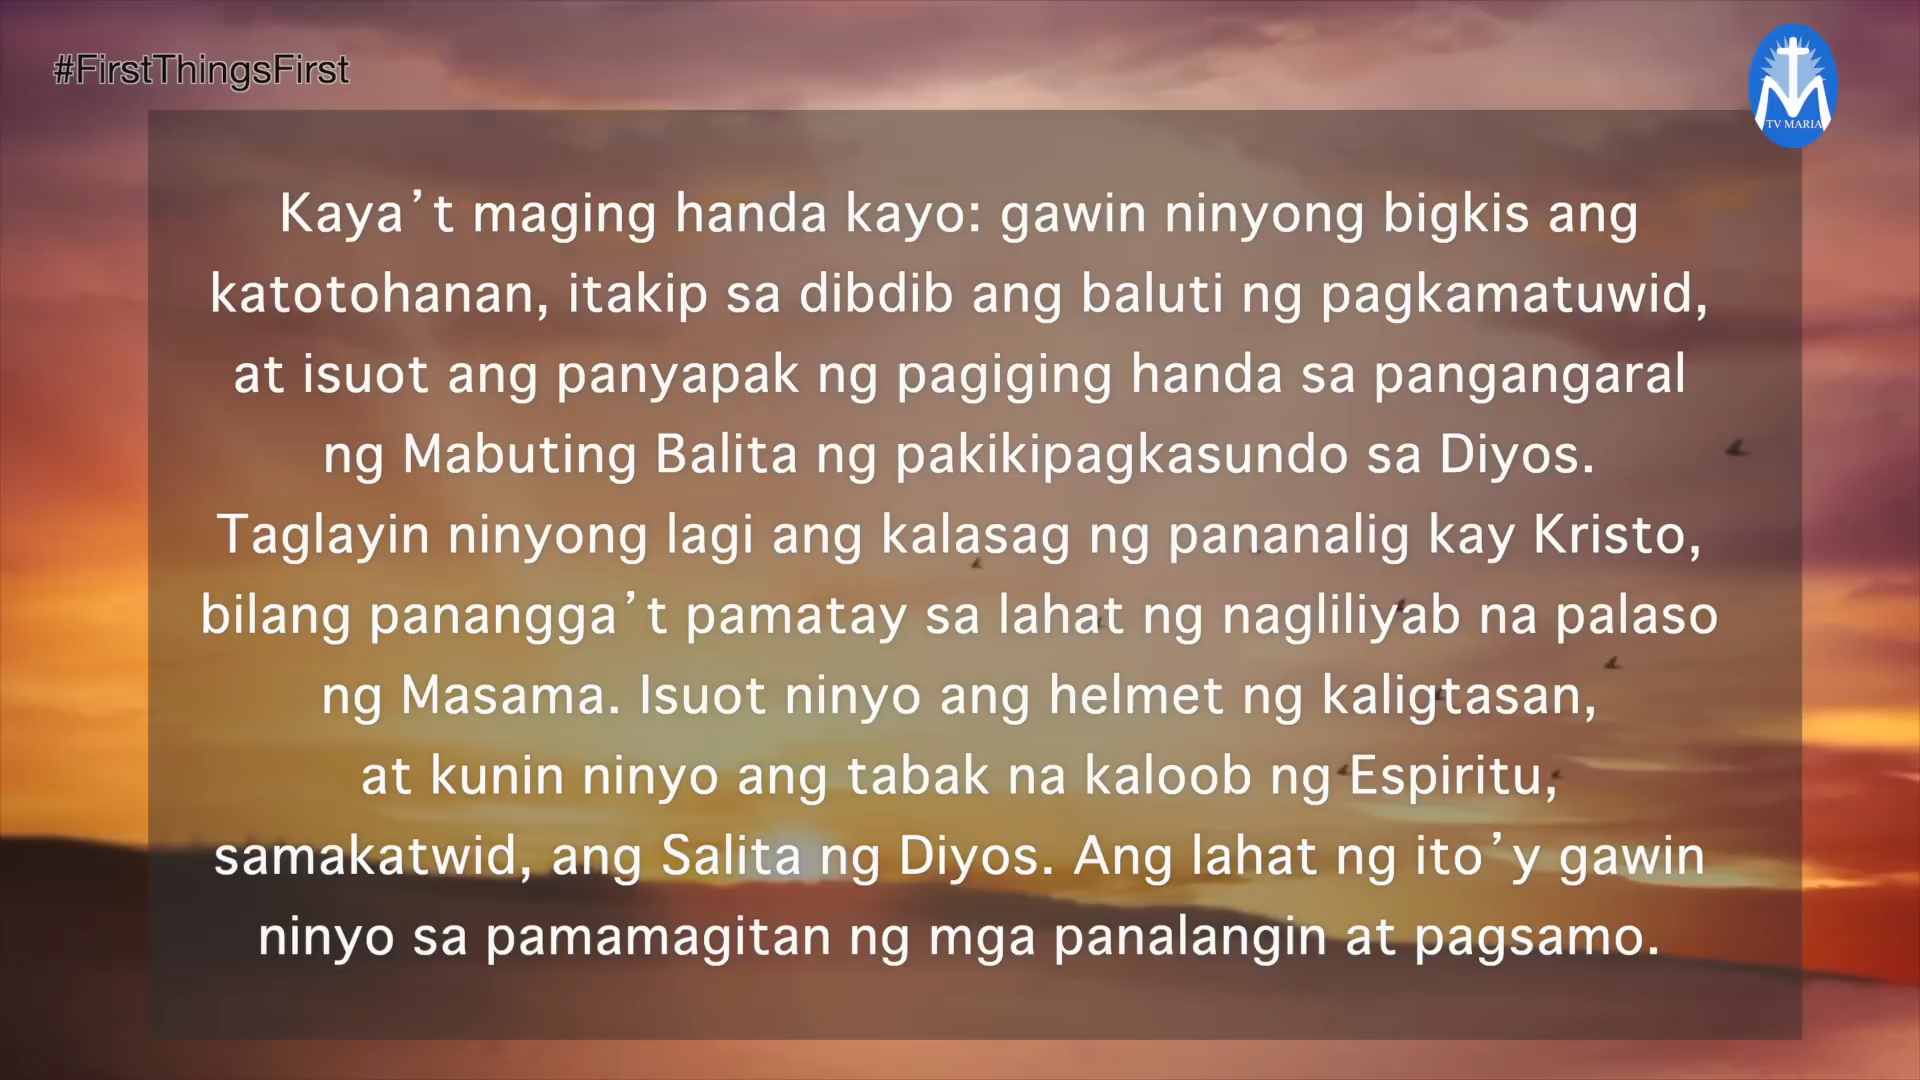 #FirstThingsFirst
TV MARIA
Kaya’t maging handa kayo: gawin ninyong bigkis ang
katotohanan, itakip sa dibdib ang baluti ng pagkamatuwid,
at isuot ang panyapak ng pagiging handa sa pangangaral
ng Mabuting Balita ng pakikipagkasundo sa Diyos.
Taglayin ninyong lagi ang kalasag ng pananalig kay Kristo,
bilang panangga’t pamatay sa lahat ng nagliliyab na palaso
ng Masama. Isuot ninyo ang helmet ng kaligtasan,
at kunin ninyo ang tabak na kaloob ng Espiritu,
samakatwid, ang Salita ng Diyos. Ang lahat ng ito’y gawin
ninyo sa pamamagitan ng mga panalangin at pagsamo.